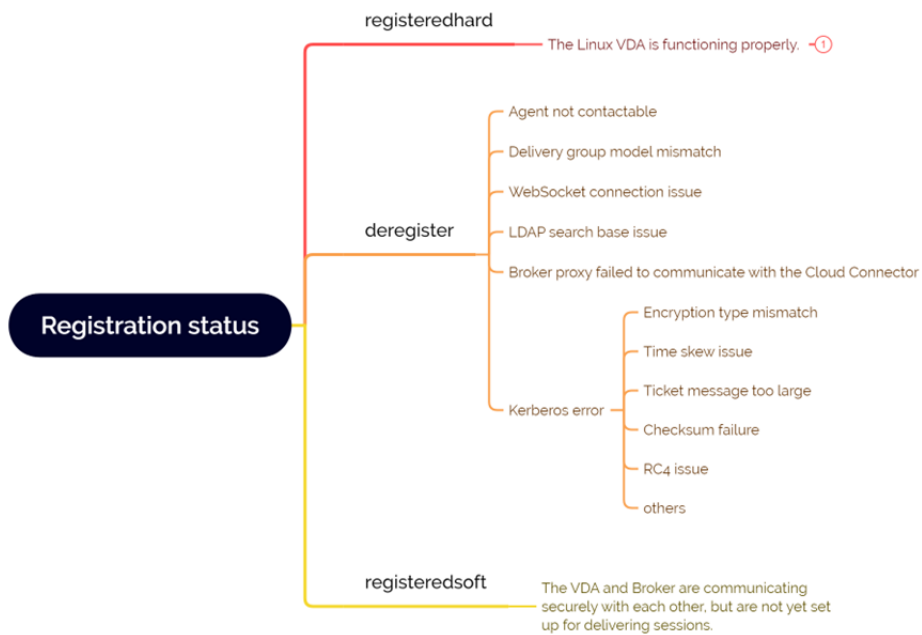 registeredhard
The Linux VDA is functioning properly.
1
Agent not contactable
Delivery group model mismatch
WebSocket connection issue
deregister
LDAP search base issue
Broker proxy failed to communicate with the Cloud Connector
Registration status
Encryption type mismatch
Time skew issue
Ticket message too large
Kerberos error
Checksum failure
RC4 issue
others
registeredsoft
The VDA and Broker are communicating
securely with each other, but are not yet set
up for delivering sessions.